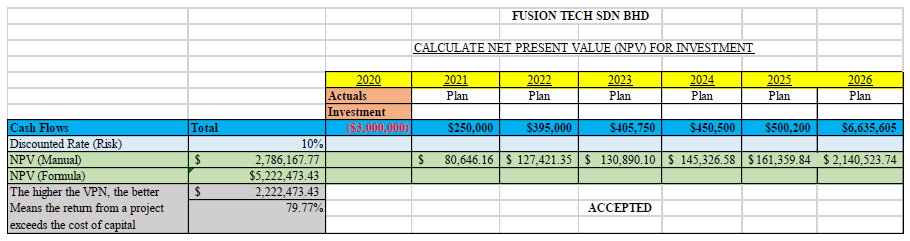 FUSION TECH SDN BHD
CALCULATE NET PRESENT VALUE (NPV) FOR INVESTMENT
2020 2021 2022 2023 2024 2025 2026
Actuals Plan Plan Plan Plan Plan Plan
Investment
Cash Flows Total ($3,000,000) $250,000 $395,000 $405,750 $450,500 $500,200 $6,635,605
Discounted Rate (Risk) 10%
NPV (Manual) $ 2,786,167.77 $ 80,646.16 $ 127,421.35 $ 130,890.10 $ 145,326.58 $161,359.84 $ 2,140,523.74
NPV (Formula) $5,222,473.43
The higher the VPN, the better $ 2,222,473.43
Means the return from a project 79.77% ACCEPTED
exceeds the cost of capital